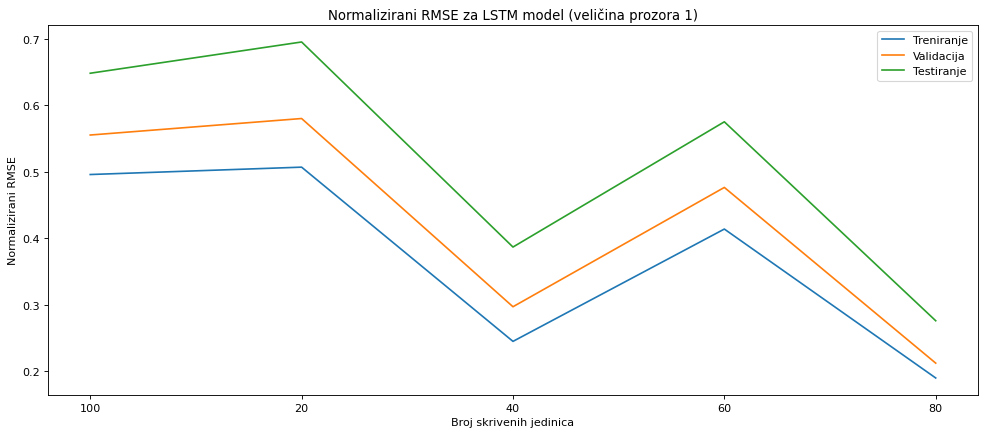 Normalizirani RMSE za LSTM model (veličina prozora 1)
Treniranje
Validacija
Testiranje
Normalizirani RMSE
0.7
0.6
0.5
0.4
0.3
0.2
100 20 40 60 80
Broj skrivenih jedinica